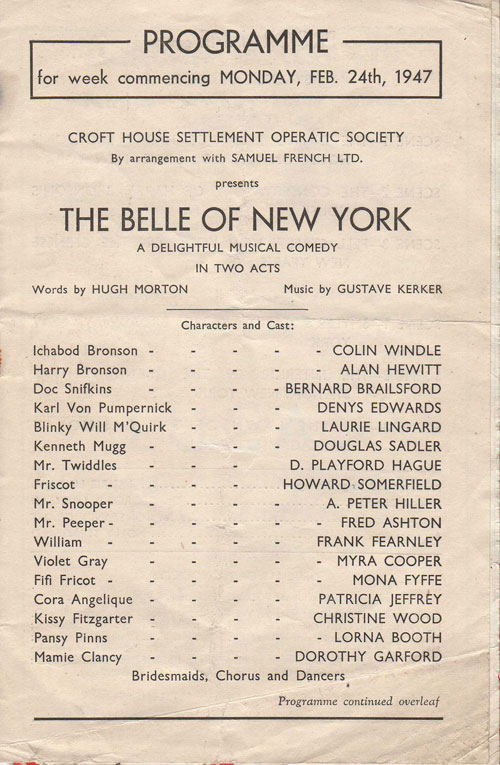 PROGRAMME
for week commencing MONDAY, FEB. 24th, 1947
CROFT HOUSE SETTLEMENT OPERATIC SOCIETY
By arrangement with SAMUEL FRENCH LTD.
presents
THE BELLE OF NEW YORK
A DELIGHTFUL MUSICAL COMEDY
IN TWO ACTS
Words by HUGH MORTON Music by GUSTAVE KERKER
Characters and Cast:
Ichabod Bronson - - - - - COLIN WINDLE
Harry Bronson - - - - - ALAN HEWITT
Doc Snifkins - - - - BERNARD BRAILSFORD
Karl Von Pumpernick - - - - DENYS EDWARDS
Blinky Will M'Quirk - - - - LAURIE LINGARD
Kenneth Mugg - - - - DOUGLAS SADLER
Mr. Twiddles - - - - D. PLAYFORD HAGUE
Friscot - - - - - HOWARD SOMERFIELD
Mr. Snooper - - - - A. PETER HILLER
Mr. Peeper - - - - - FRED ASHTON
William - - - - - FRANK FEARNLEY
Violet Gray - - - - - MYRA COOPER
Fifi Fricot - - - - - MONA FYFFE
Cora Angelique - - - - PATRICIA JEFFREY
Kissy Fitzgarter - - - - CHRISTINE WOOD
Pansy Pinns - - - - - LORNA BOOTH
Mamie Clancy - - - - DOROTHY GARFORD
Bridesmaids, Chorus and Dancers
Programme continued overleaf